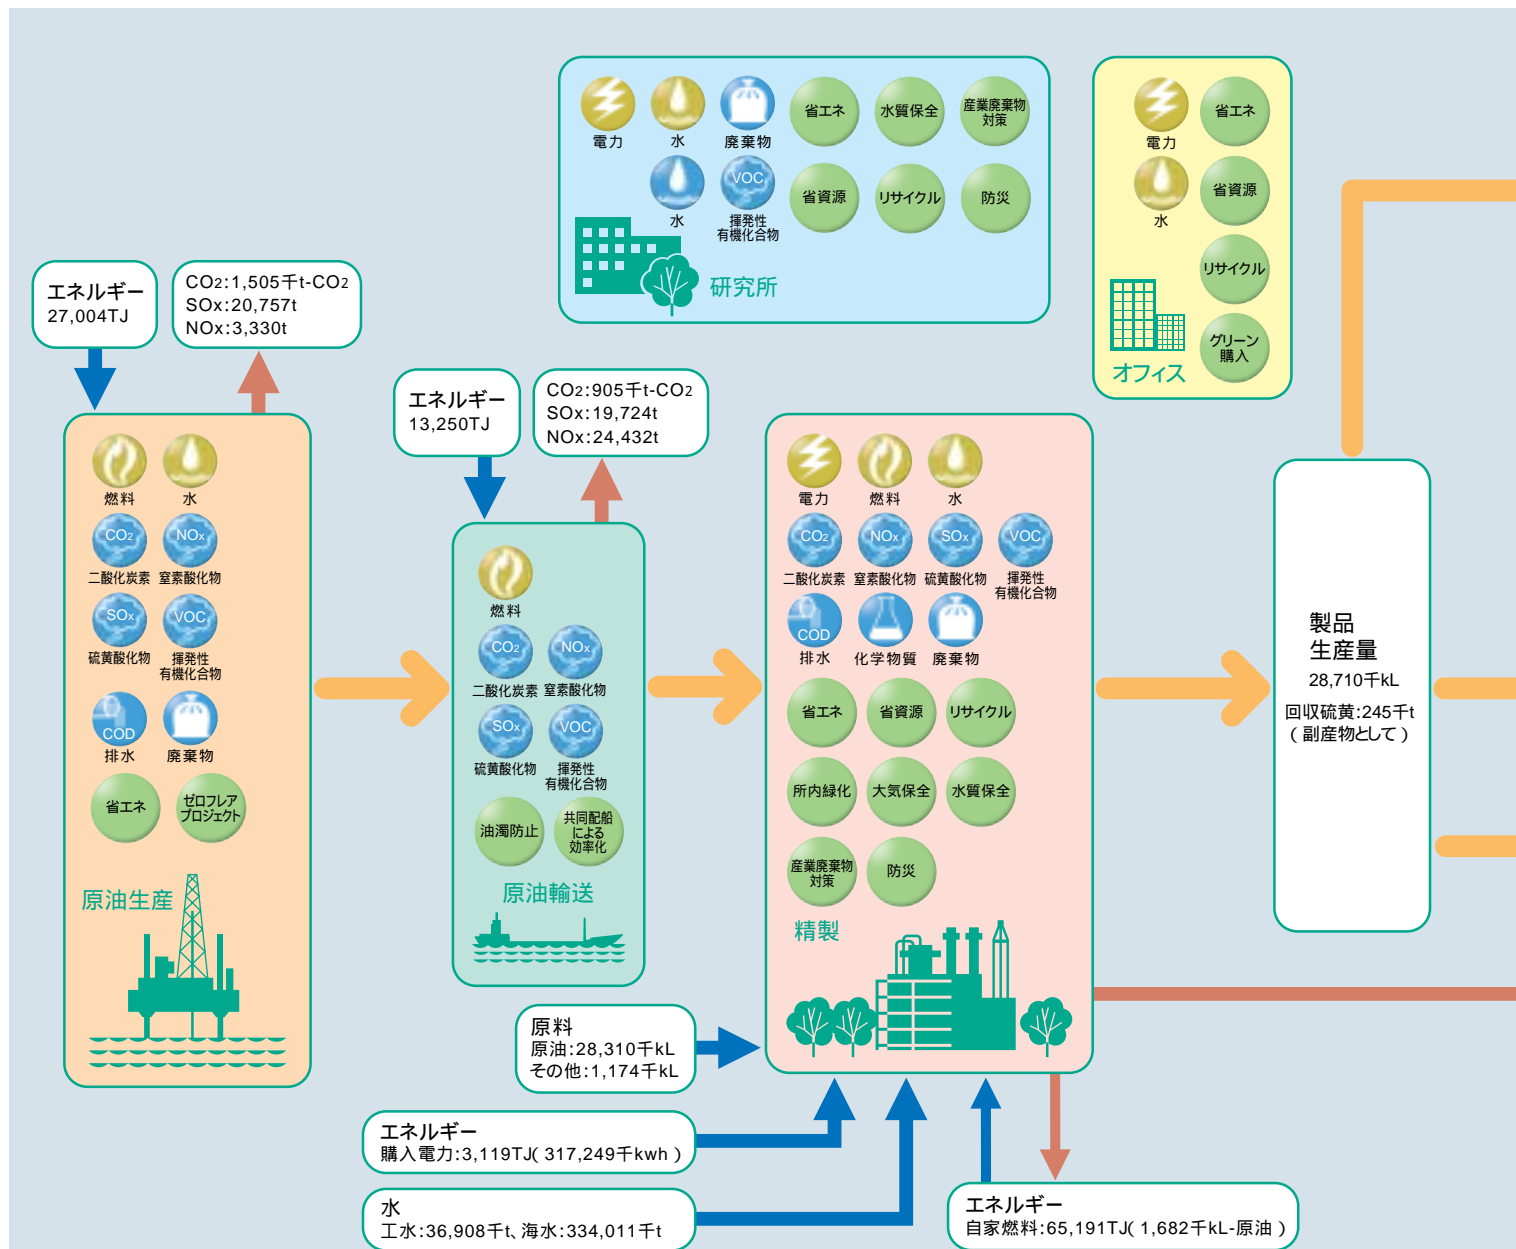 電力
水
廃棄物
水
VOC
揮発性
有機化合物
省エネ
水質保全
産業廃棄物
対策
省資源
リサイクル
防災
研究所
電力
水
省エネ
省資源
リサイクル
グリーン
購入
オフィス
エネルギー
27,004TJ
CO2:1,505千t-CO2
SOx:20,757t
NOx:3,330t
燃料
水
CO2
二酸化炭素
NOx
窒素酸化物
SOx
硫黄酸化物
VOC
揮発性
有機化合物
COD
排水
廃棄物
省エネ
ゼロフレア
プロジェクト
原油生産
エネルギー
13,250TJ
CO2:905千t-CO2
SOx:19,724t
NOx:24,432t
燃料
CO2
二酸化炭素
NOx
窒素酸化物
SOx
硫黄酸化物
VOC
揮発性
有機化合物
油濁防止
共同配船
による
効率化
原油輸送
電力
燃料
水
CO2
二酸化炭素
NOx
窒素酸化物
SOx
硫黄酸化物
VOC
揮発性
有機化合物
COD
排水
化学物質
廃棄物
省エネ
省資源
リサイクル
所内緑化
大気保全
水質保全
産業廃棄物
対策
防災
精製
製品
生産量
28,710千kL
回収硫黄:245千t
(副産物として)
原料
原油:28,310千kL
その他:1,174千kL
エネルギー
購入電力:3,119TJ(317,249千kwh)
水
工水:36,908千t、海水:334,011千t
エネルギー
自家燃料:65,191TJ(1,682千kL-原油)